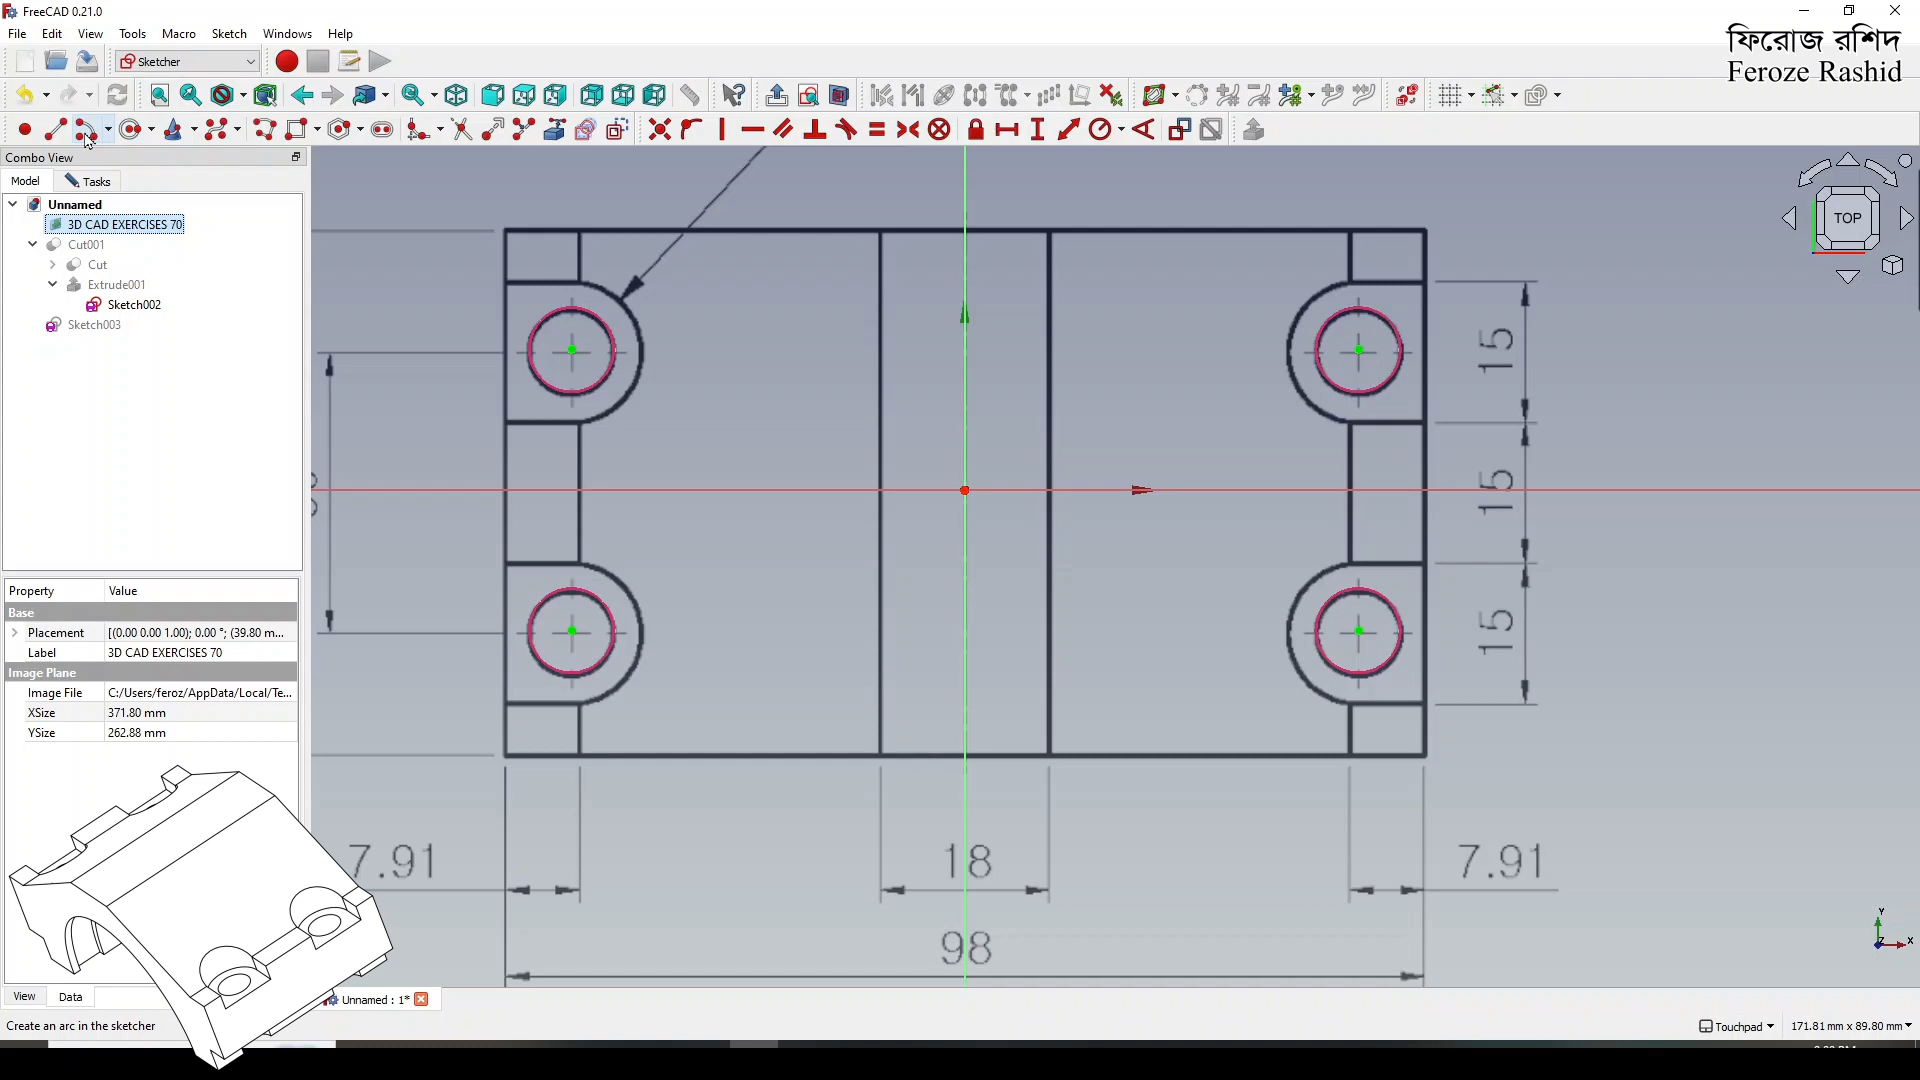 FreeCAD 0.21.0
File Edit View Tools Macro Sketch Windows Help
ফিরোজ রশিদ
Feroze Rashid
Sketcher
Combo View
Model Tasks
Unnamed
3D CAD EXERCISES 70
Cut001
Cut
Extrude001
Sketch002
Sketch003
TOP
15
15
15
Property Value
Base
Placement [(0.00 0.00 1.00); 0.00 °; (39.80 m...
Label 3D CAD EXERCISES 70
Image Plane
Image File C:/Users/feroz/AppData/Local/Te...
XSize 371.80 mm
YSize 262.88 mm
7.91 18 7.91
98
Y
Z X
View Data
Unnamed : 1*
Create an arc in the sketcher
Touchpad 171.81 mm x 89.80 mm